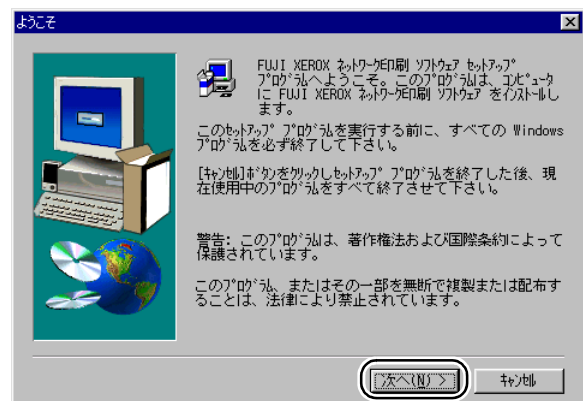 ようこそ
FUJI XEROX ﾈｯﾄﾜｰｸE印刷 ｿﾌﾄｳｪｱ ｾｯﾄｱｯﾌﾟ
ﾌﾟﾛｸﾞﾗﾑへようこそ。このﾌﾟﾛｸﾞﾗﾑは、ｺﾝﾋﾟｭｰﾀ
に FUJI XEROX ﾈｯﾄﾜｰｸE印刷 ｿﾌﾄｳｪｱ をｲﾝｽﾄｰﾙし
ます。
このｾｯﾄｱｯﾌﾟ ﾌﾟﾛｸﾞﾗﾑを実行する前に、すべての Windows
ﾌﾟﾛｸﾞﾗﾑを必ず終了して下さい。
[ｷｬﾝｾﾙ]ﾎﾞﾀﾝをｸﾘｯｸしｾｯﾄｱｯﾌﾟ ﾌﾟﾛｸﾞﾗﾑを終了した後、現
在使用中のﾌﾟﾛｸﾞﾗﾑをすべて終了させて下さい。
警告: このﾌﾟﾛｸﾞﾗﾑは、著作権法および国際条約によって
保護されています。
このﾌﾟﾛｸﾞﾗﾑ、またはその一部を無断で複製または配布す
ることは、法律により禁止されています。
次へ(N) >
ｷｬﾝｾﾙ